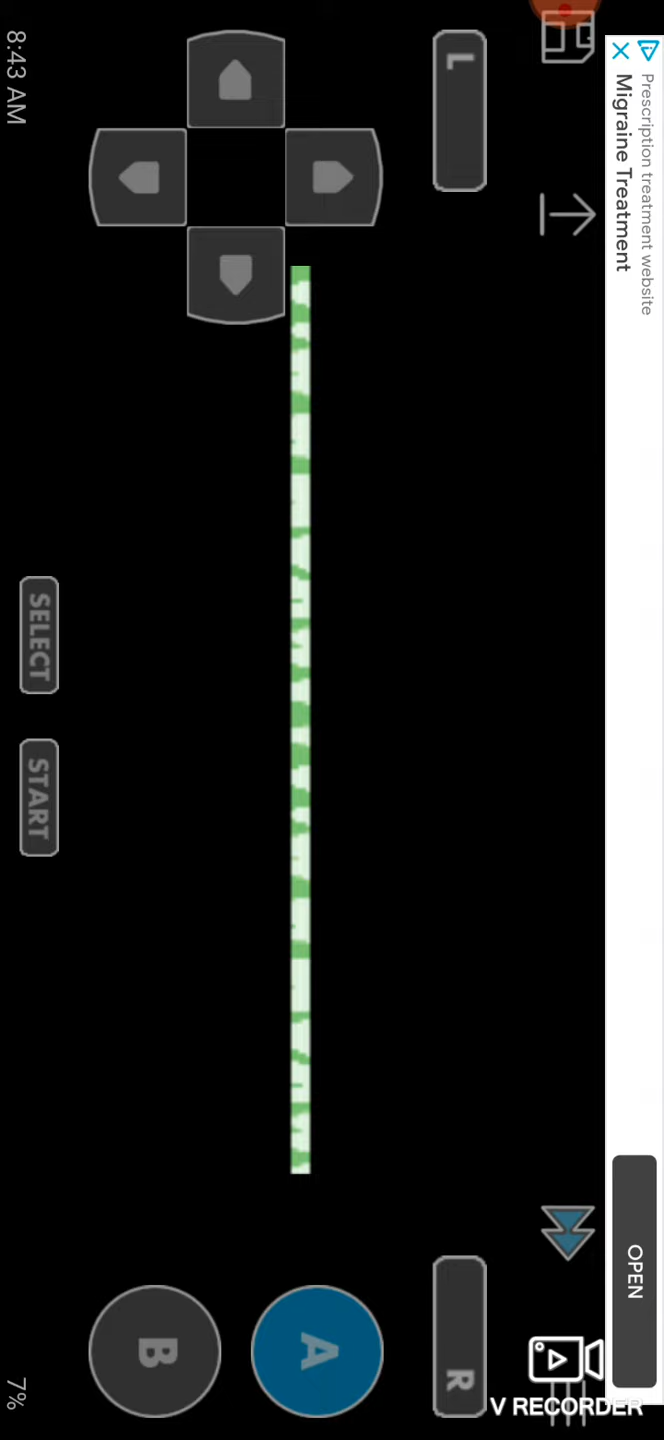 Prescription treatment website
Migraine Treatment
OPEN
L
R
A
B
SELECT
START
8:43 AM
7%
V RECORDER